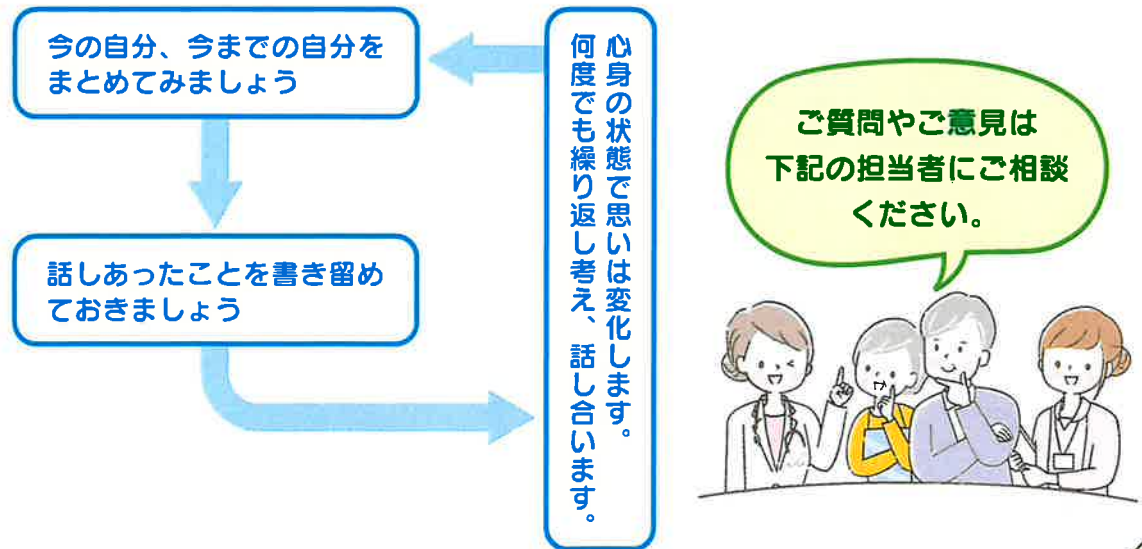 今の自分、今までの自分を
まとめてみましょう
話しあったことを書き留め
ておきましょう
心身の状態で思いは変化します。
何度でも繰り返し考え、話し合います。
ご質問やご意見は
下記の担当者にご相談
ください。